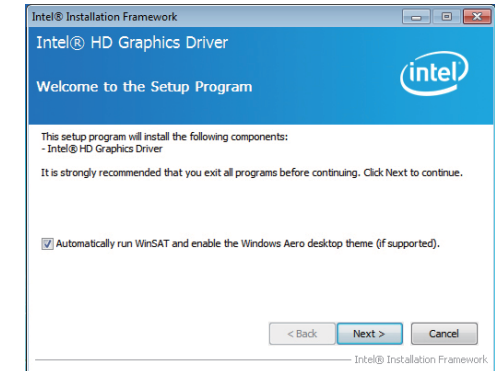 Intel® Installation Framework
Intel® HD Graphics Driver
intel
Welcome to the Setup Program
This setup program will install the following components:
- Intel® HD Graphics Driver
It is strongly recommended that you exit all programs before continuing. Click Next to continue.
Automatically run WinSAT and enable the Windows Aero desktop theme (if supported).
< Back Next > Cancel
Intel® Installation Framework